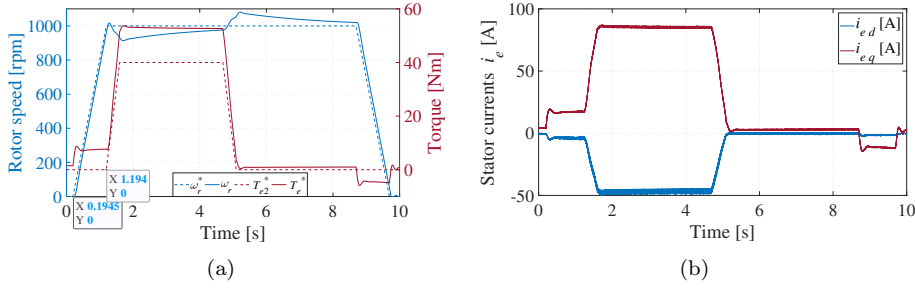 1000
800
600
400
200
0
Rotor speed [rpm]
60
40
20
0
-10
Torque [Nm]
X 1.194
Y 0
X 0.1945
Y 0
ω*r ωr T*e2 T*e
0 2 4 6 8 10
Time [s]
(a)
100
50
0
-50
Stator currents ie [A]
ie d [A]
ie q [A]
0 2 4 6 8 10
Time [s]
(b)